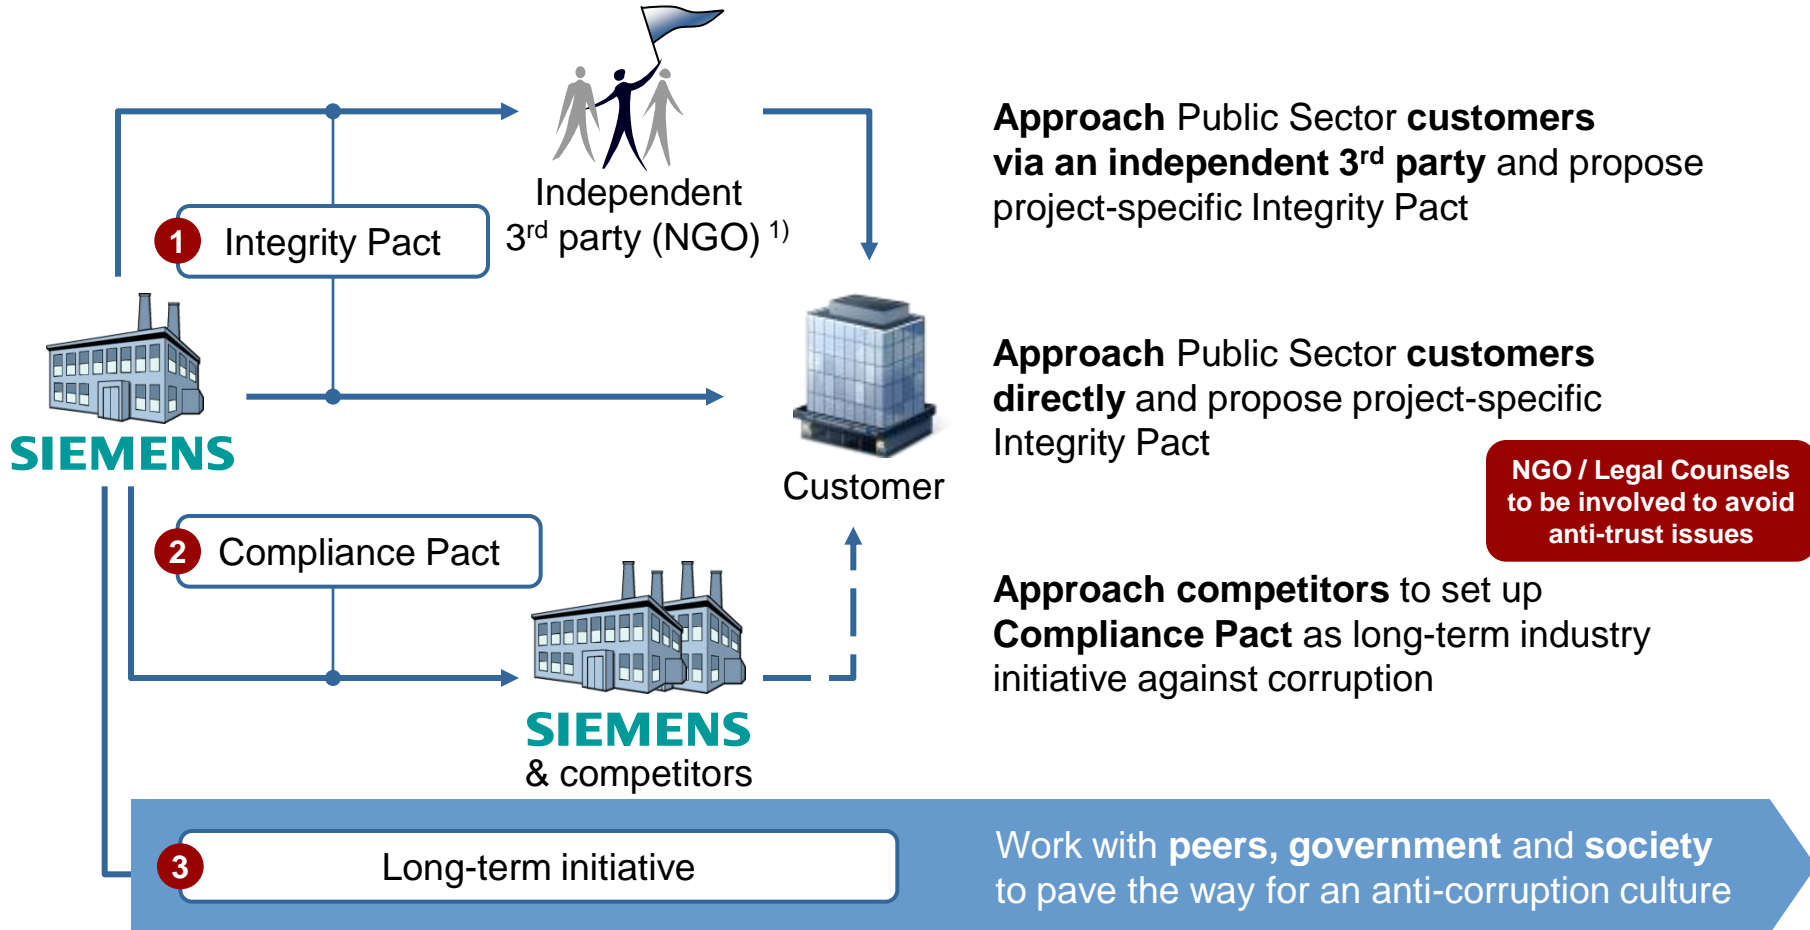 Independent
3rd party (NGO) 1)
1
Integrity Pact
SIEMENS
Customer
2
Compliance Pact
SIEMENS
& competitors
3
Long-term initiative
Approach Public Sector customers
via an independent 3rd party and propose
project-specific Integrity Pact
Approach Public Sector customers
directly and propose project-specific
Integrity Pact
NGO / Legal Counsels
to be involved to avoid
anti-trust issues
Approach competitors to set up
Compliance Pact as long-term industry
initiative against corruption
Work with peers, government and society
to pave the way for an anti-corruption culture